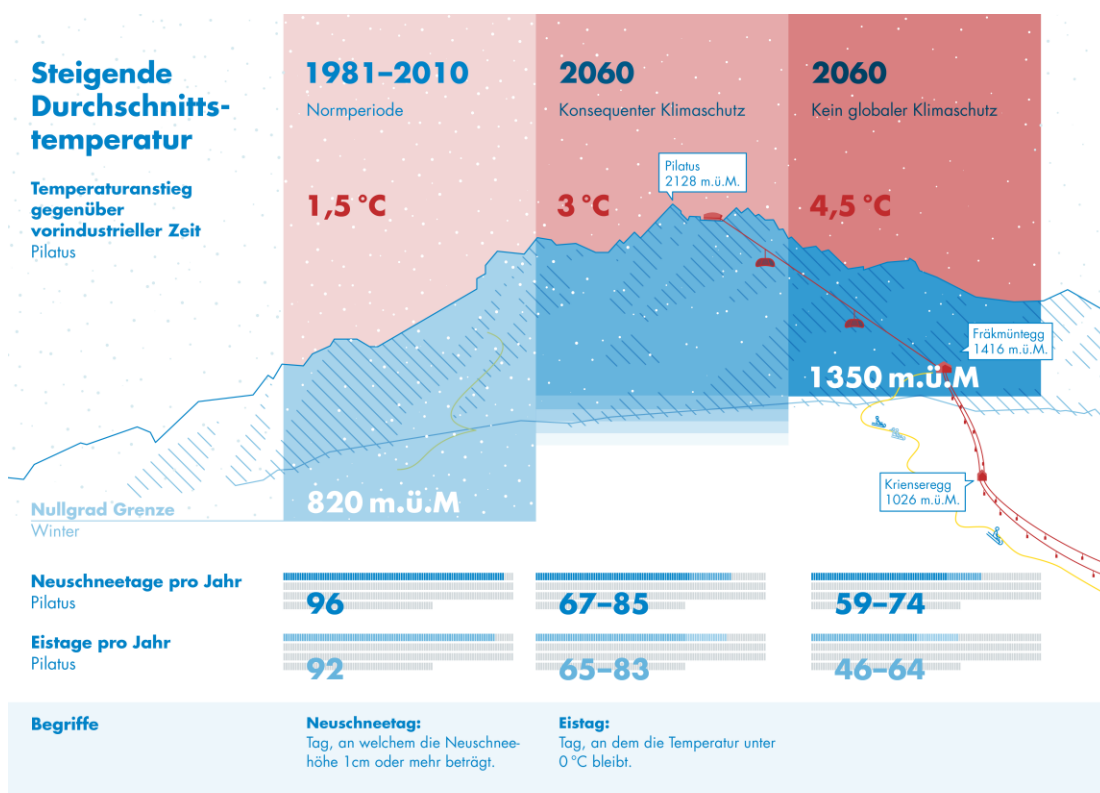 Steigende
Durchschnitts-
temperatur
Temperaturanstieg
gegenüber
vorindustrieller Zeit
Pilatus
1981–2010
Normperiode
1,5 °C
2060
Konsequenter Klimaschutz
3 °C
2060
Kein globaler Klimaschutz
4,5 °C
Pilatus
2128 m.ü.M.
Fräkmüntegg
1416 m.ü.M.
1350 m.ü.M
Krienseregg
1026 m.ü.M.
820 m.ü.M
Nullgrad Grenze
Winter
Neuschneetage pro Jahr
Pilatus
96
67–85
59–74
Eistage pro Jahr
Pilatus
92
65–83
46–64
Begriffe
Neuschneetag:
Tag, an welchem die Neuschnee-
höhe 1cm oder mehr beträgt.
Eistag:
Tag, an dem die Temperatur unter
0 °C bleibt.